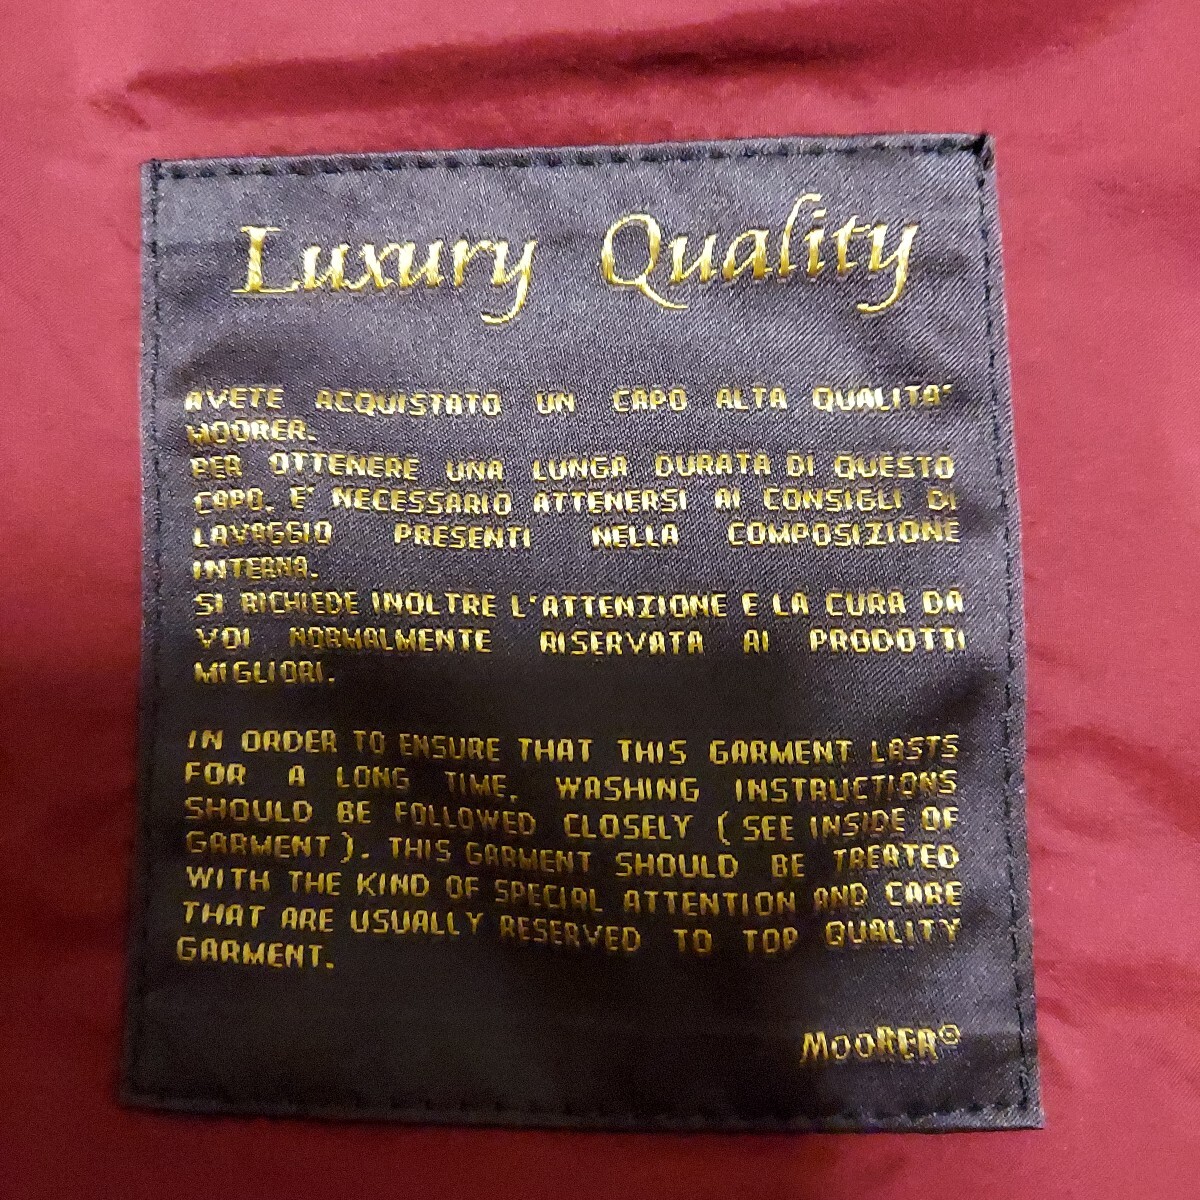 Luxury Quality
AVETE ACQUISTATO UN CAPO ALTA QUALITA'
MOORER.
PER OTTENERE UNA LUNGA DURATA DI QUESTO
CAPO. E' NECESSARIO ATTENERSI AI CONSIGLI DI
LAVAGGIO PRESENTI NELLA COMPOSIZIONE
INTERNA.
SI RICHIEDE INOLTRE L'ATTENZIONE E LA CURA DA
VOI NORMALMENTE RISERVATA AI PRODOTTI
MIGLIORI.
IN ORDER TO ENSURE THAT THIS GARMENT LASTS
FOR A LONG TIME, WASHING INSTRUCTIONS
SHOULD BE FOLLOWED CLOSELY ( SEE INSIDE OF
GARMENT ). THIS GARMENT SHOULD BE TREATED
WITH THE KIND OF SPECIAL ATTENTION AND CARE
THAT ARE USUALLY RESERVED TO TOP QUALITY
GARMENT.
MOORER®